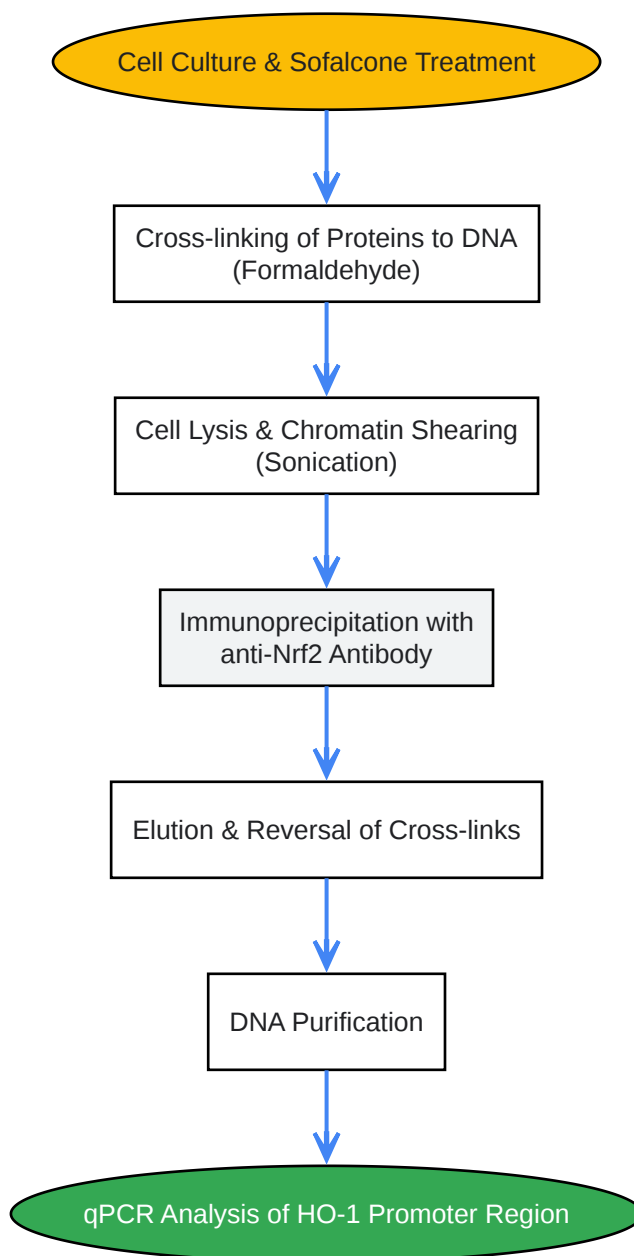 Cell Culture & Sofalcone Treatment
Cross-linking of Proteins to DNA
(Formaldehyde)
Cell Lysis & Chromatin Shearing
(Sonication)
Immunoprecipitation with
anti-Nrf2 Antibody
Elution & Reversal of Cross-links
DNA Purification
qPCR Analysis of HO-1 Promoter Region